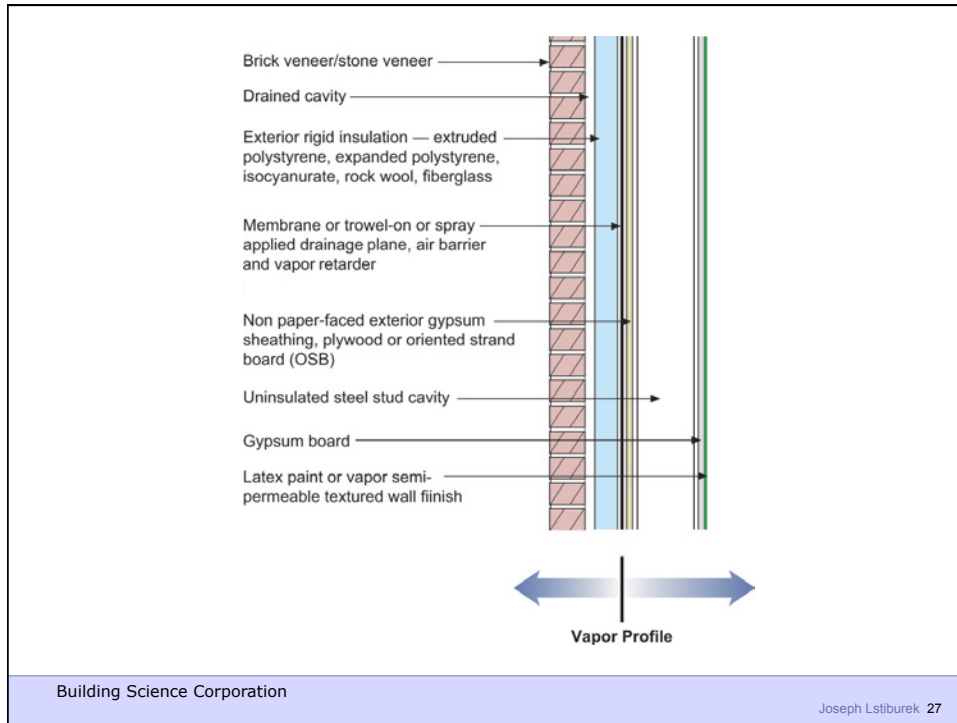 Brick veneer/stone veneer
Drained cavity
Exterior rigid insulation — extruded
polystyrene, expanded polystyrene,
isocyanurate, rock wool, fiberglass
Membrane or trowel-on or spray
applied drainage plane, air barrier
and vapor retarder
Non paper-faced exterior gypsum
sheathing, plywood or oriented strand
board (OSB)
Uninsulated steel stud cavity
Gypsum board
Latex paint or vapor semi-
permeable textured wall fiinish
Vapor Profile
Building Science Corporation
Joseph Lstiburek 27